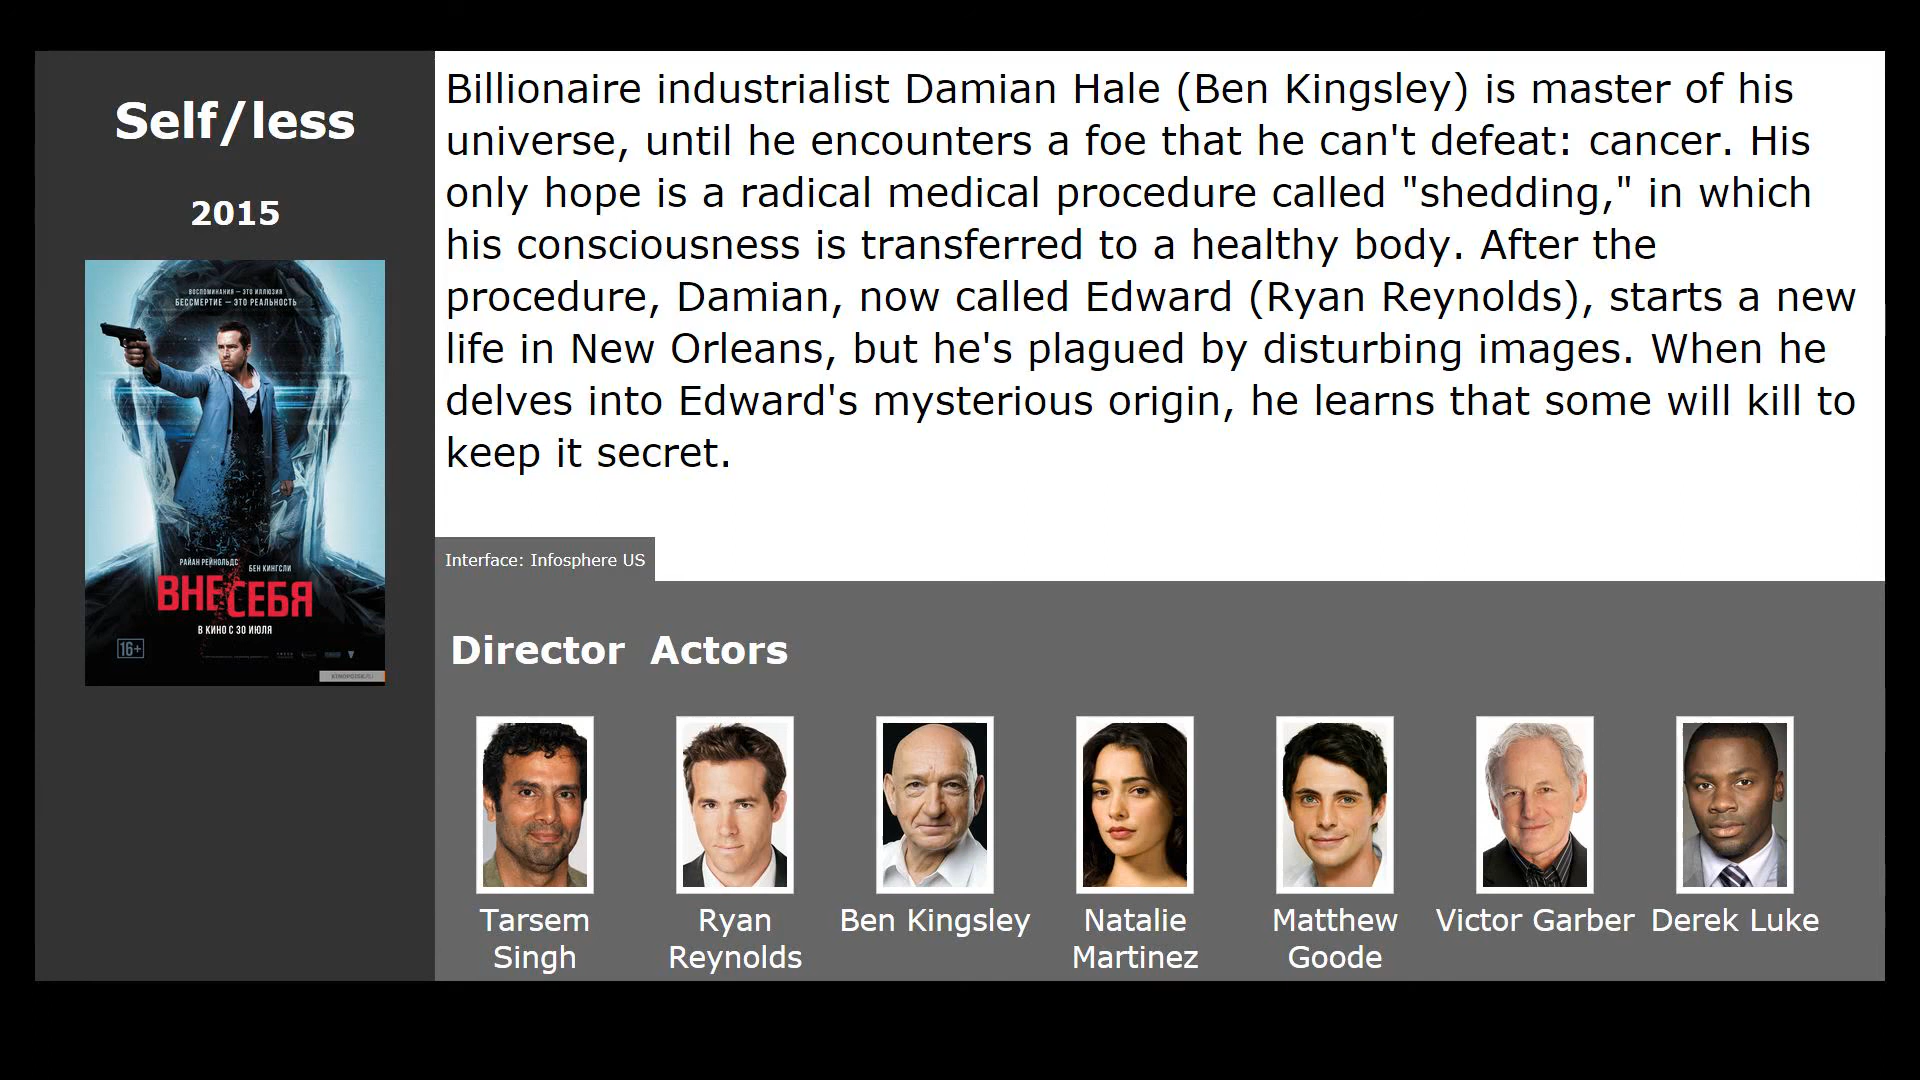 Self/less
2015
ВОСПОМИНАНИЯ – ЭТО ИЛЛЮЗИЯ
БЕССМЕРТИЕ – ЭТО РЕАЛЬНОСТЬ
РАЙАН РЕЙНОЛЬДС
БЕН КИНГСЛИ
ВНЕ СЕБЯ
В КИНО С 30 ИЮЛЯ
16+
KINOPOISK.RU
Billionaire industrialist Damian Hale (Ben Kingsley) is master of his
universe, until he encounters a foe that he can't defeat: cancer. His
only hope is a radical medical procedure called "shedding," in which
his consciousness is transferred to a healthy body. After the
procedure, Damian, now called Edward (Ryan Reynolds), starts a new
life in New Orleans, but he's plagued by disturbing images. When he
delves into Edward's mysterious origin, he learns that some will kill to
keep it secret.
Interface: Infosphere US
Director Actors
Tarsem
Singh
Ryan
Reynolds
Ben Kingsley
Natalie
Martinez
Matthew
Goode
Victor Garber
Derek Luke